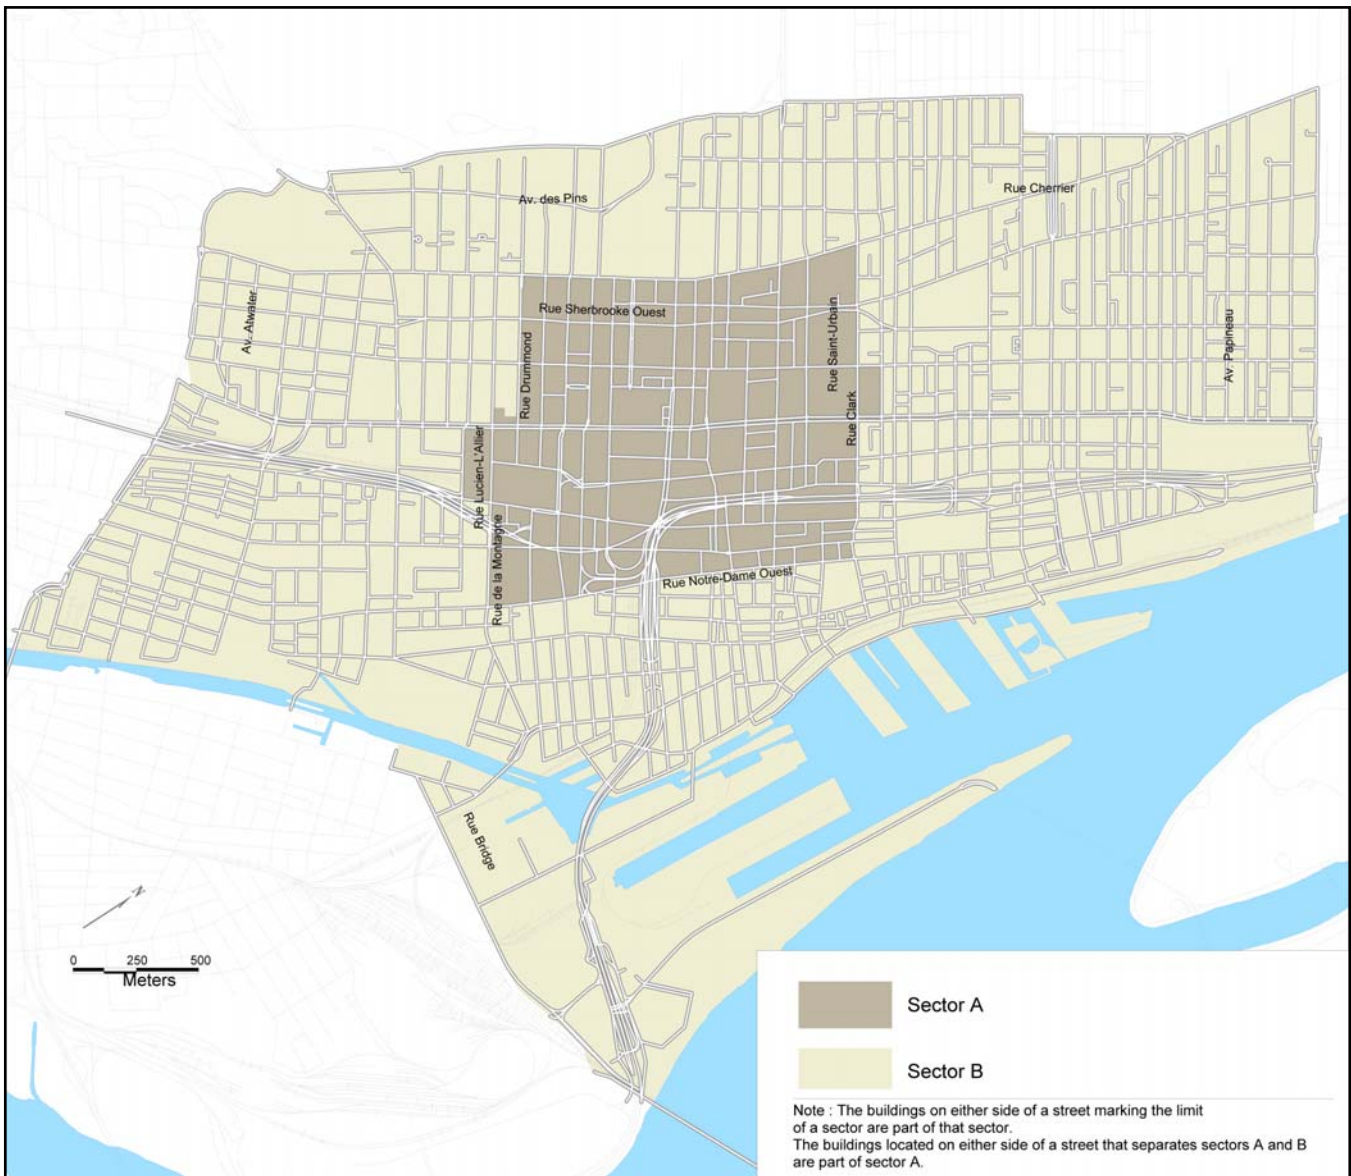 Av. des Pins
Rue Cherrier
Av. Atwater
Rue Sherbrooke Ouest
Rue Drummond
Rue Saint-Urbain
Rue Clark
Av. Papineau
Rue Lucien-L'Allier
Rue de la Montagne
Rue Notre-Dame Ouest
Rue Bridge
N
0 250 500
Meters
Sector A
Sector B
Note : The buildings on either side of a street marking the limit
of a sector are part of that sector.
The buildings located on either side of a street that separates sectors A and B
are part of sector A.